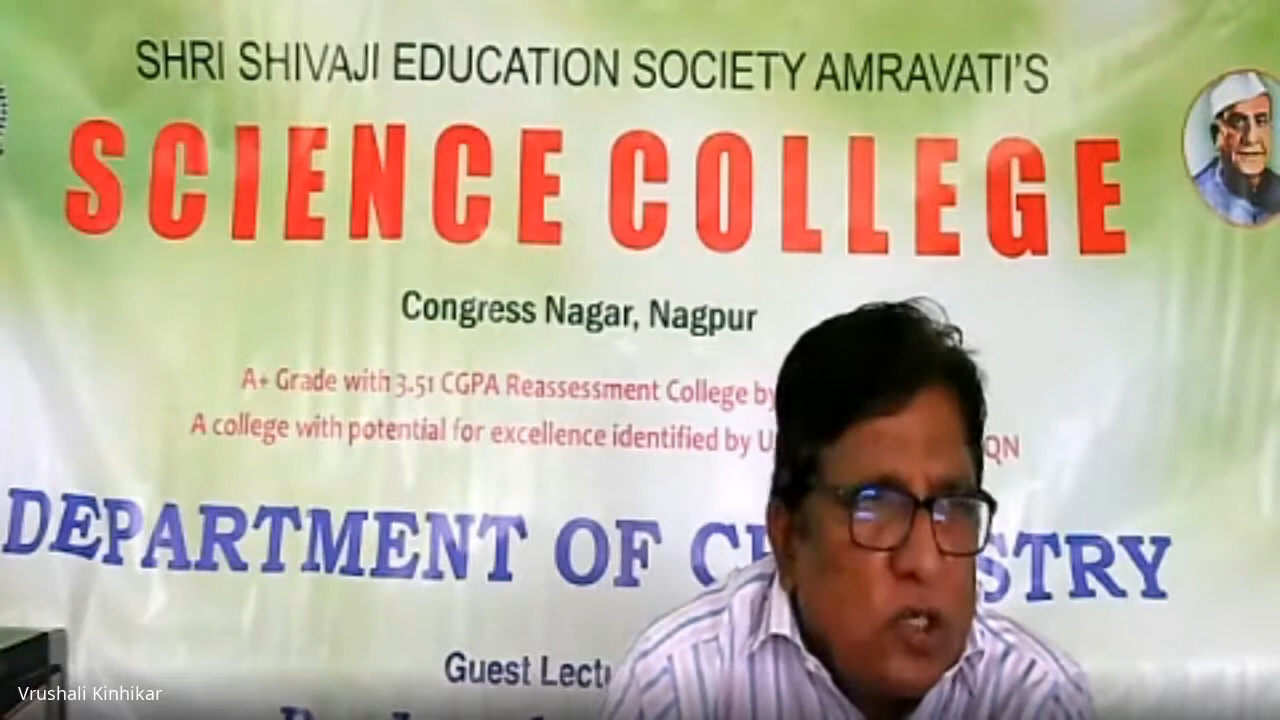 SHRI SHIVAJI EDUCATION SOCIETY AMRAVATI'S
SCIENCE COLLEGE
Congress Nagar, Nagpur
A+ Grade with 3.51 CGPA Reassessment College by
A college with potential for excellence identified by
DEPARTMENT OF
Guest
Vrushali Kinhikar